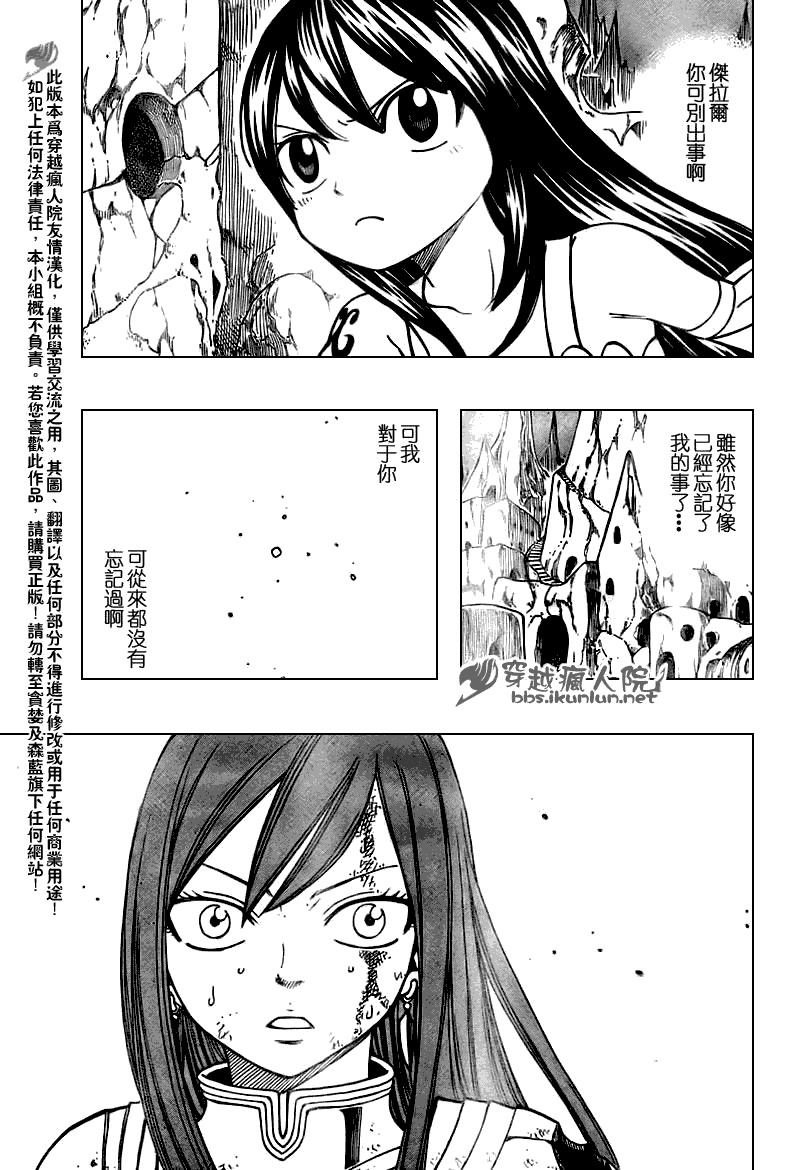 傑拉爾
你可別出事啊
雖然你好像
已經忘記了
我的事了…
可我
對于你
可從來都沒有
忘記過啊
穿越瘋人院
bbs.ikunlun.net
此版本爲穿越瘋人院友情漢化，僅供學習交流之用，其圖、翻譯以及任何部分不得進行修改或用于任何商業用途！
如犯上任何法律責任，本小組概不負責。若您喜歡此作品，請購買正版！請勿轉至貪婪及森藍旗下任何網站！